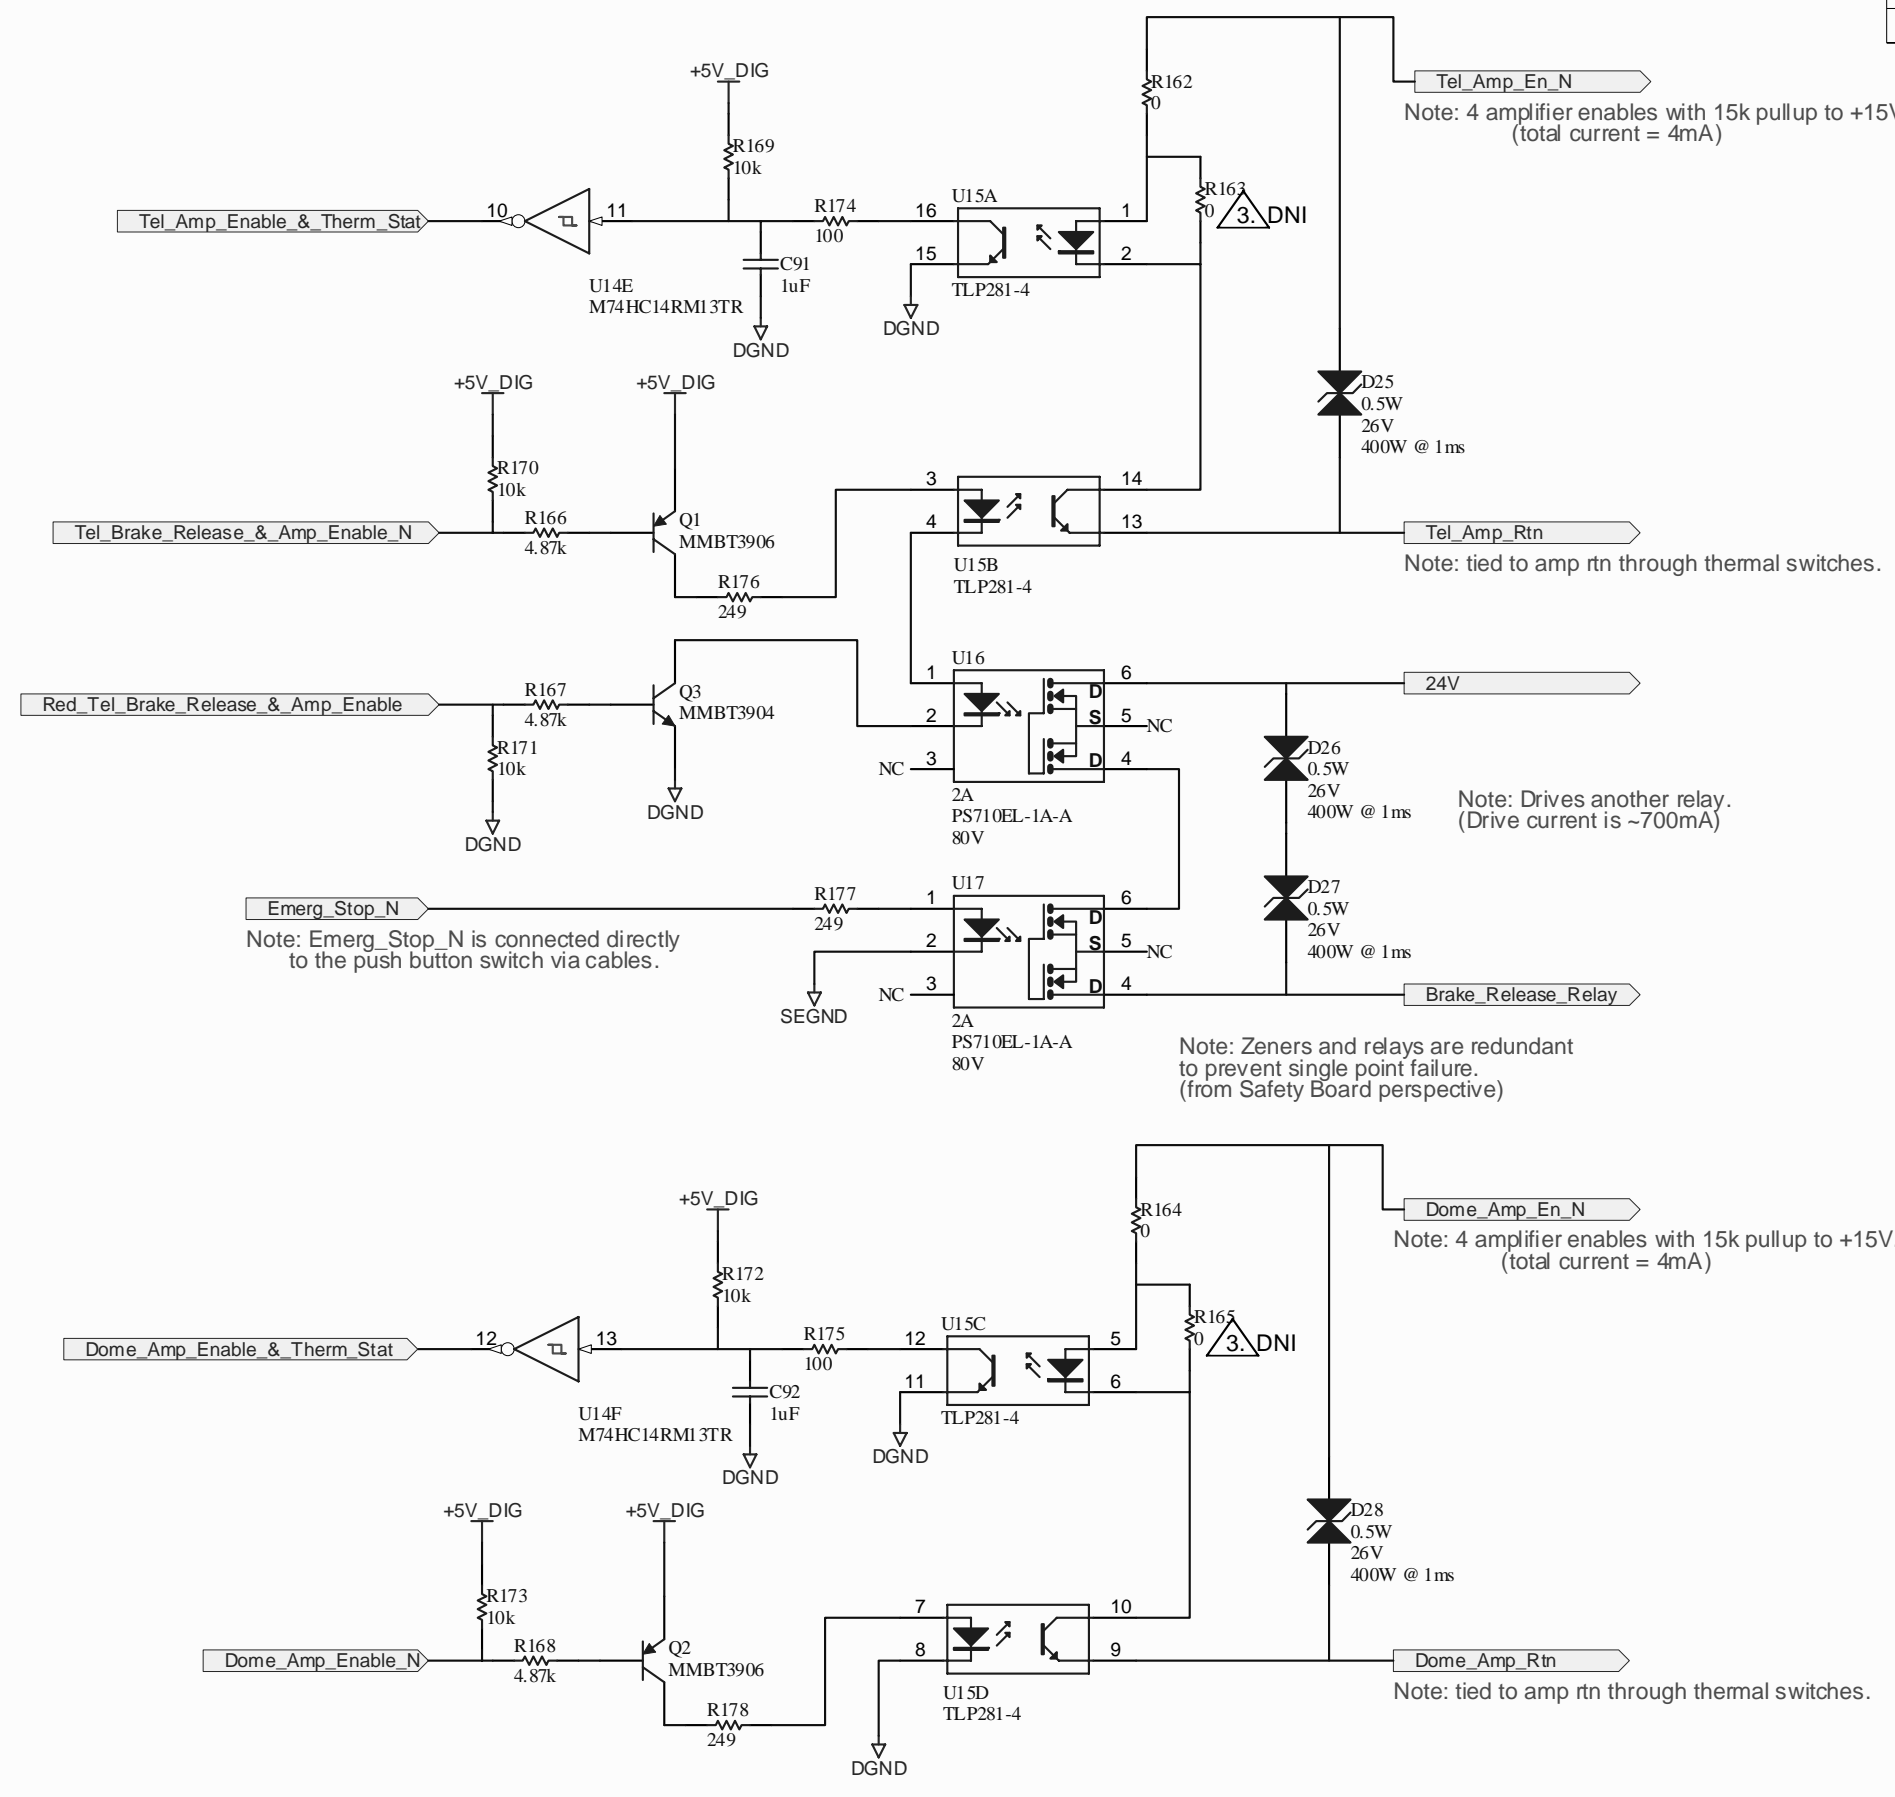 +5V_DIG
R169
10k
R162
0
Tel_Amp_En_N
Note: 4 amplifier enables with 15k pullup to +15V
(total current = 4mA)
Tel_Amp_Enable_&_Therm_Stat
10
11
U14E
M74HC14RM13TR
R174
100
C91
1uF
DGND
16
15
DGND
U15A
TLP281-4
1
2
R163
0
3.
DNI
D25
0.5W
26V
400W @ 1ms
+5V_DIG
+5V_DIG
R170
10k
Tel_Brake_Release_&_Amp_Enable_N
R166
4.87k
Q1
MMBT3906
R176
249
3
4
14
13
U15B
TLP281-4
Tel_Amp_Rtn
Note: tied to amp rtn through thermal switches.
Red_Tel_Brake_Release_&_Amp_Enable
R167
4.87k
R171
10k
DGND
Q3
MMBT3904
DGND
U16
1
2
NC
3
6
D
S
5
NC
D
4
2A
PS710EL-1A-A
80V
24V
D26
0.5W
26V
400W @ 1ms
Note: Drives another relay.
(Drive current is ~700mA)
D27
0.5W
26V
400W @ 1ms
Emerg_Stop_N
Note: Emerg_Stop_N is connected directly
to the push button switch via cables.
R177
249
SEGND
U17
1
2
NC
3
6
D
S
5
NC
D
4
2A
PS710EL-1A-A
80V
Brake_Release_Relay
Note: Zeners and relays are redundant
to prevent single point failure.
(from Safety Board perspective)
+5V_DIG
R172
10k
R164
0
Dome_Amp_En_N
Note: 4 amplifier enables with 15k pullup to +15V
(total current = 4mA)
Dome_Amp_Enable_&_Therm_Stat
12
13
U14F
M74HC14RM13TR
R175
100
C92
1uF
DGND
12
11
DGND
U15C
TLP281-4
5
6
R165
0
3.
DNI
D28
0.5W
26V
400W @ 1ms
+5V_DIG
+5V_DIG
R173
10k
Dome_Amp_Enable_N
R168
4.87k
Q2
MMBT3906
R178
249
7
8
DGND
10
9
U15D
TLP281-4
Dome_Amp_Rtn
Note: tied to amp rtn through thermal switches.